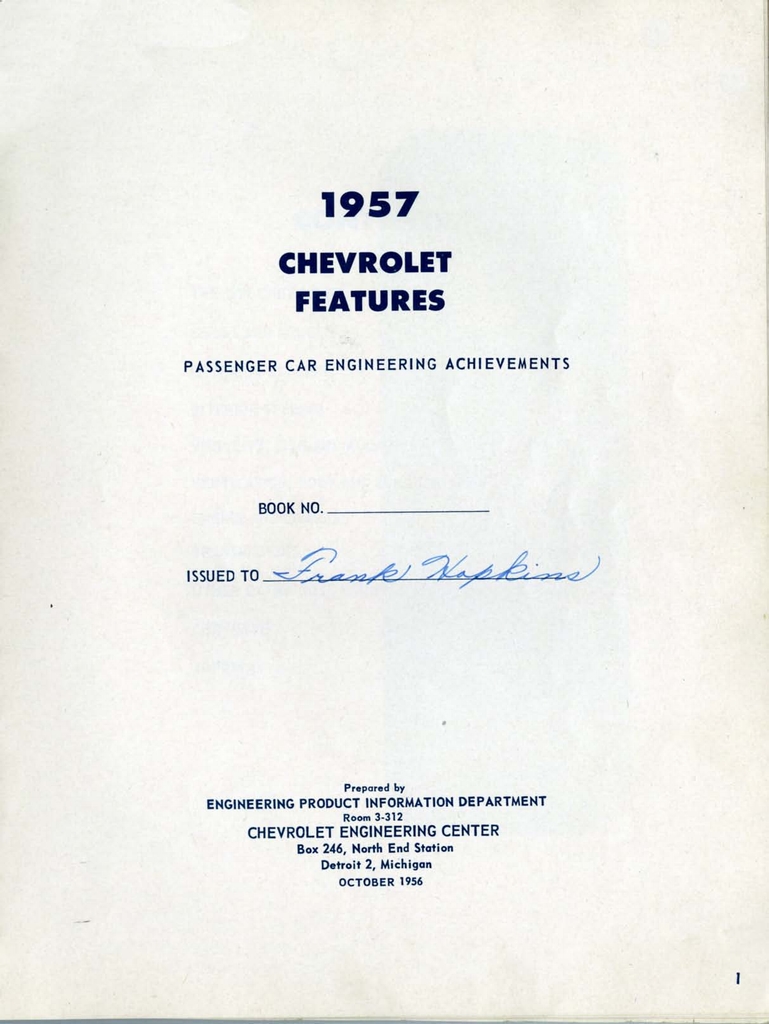 1957
CHEVROLET
FEATURES
PASSENGER CAR ENGINEERING ACHIEVEMENTS
BOOK NO.
ISSUED TO Frank Hopkins
Prepared by
ENGINEERING PRODUCT INFORMATION DEPARTMENT
Room 3-312
CHEVROLET ENGINEERING CENTER
Box 246, North End Station
Detroit 2, Michigan
OCTOBER 1956
1